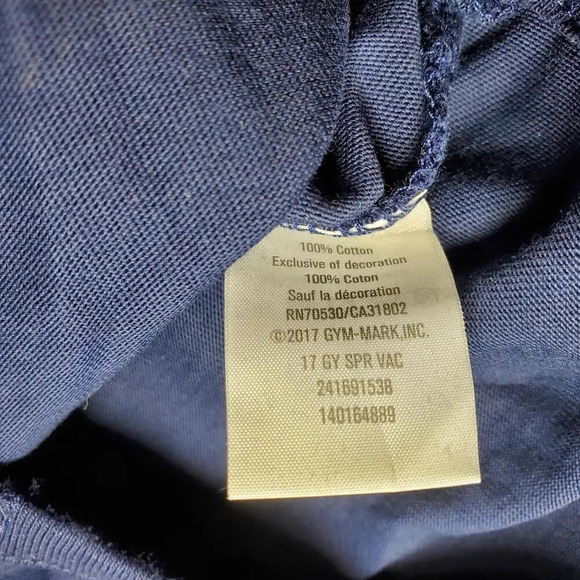 100% Cotton
Exclusive of decoration
100% Coton
Sauf la décoration
RN70530/CA31802
©2017 GYM-MARK,INC.
17 GY SPR VAC
241691538
140164889